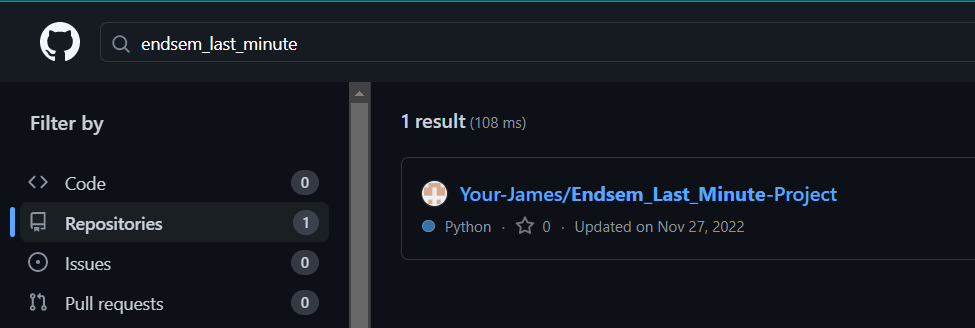 endsem_last_minute
Filter by
Code 0
Repositories 1
Issues 0
Pull requests 0
1 result (108 ms)
Your-James/Endsem_Last_Minute-Project
Python · 0 · Updated on Nov 27, 2022